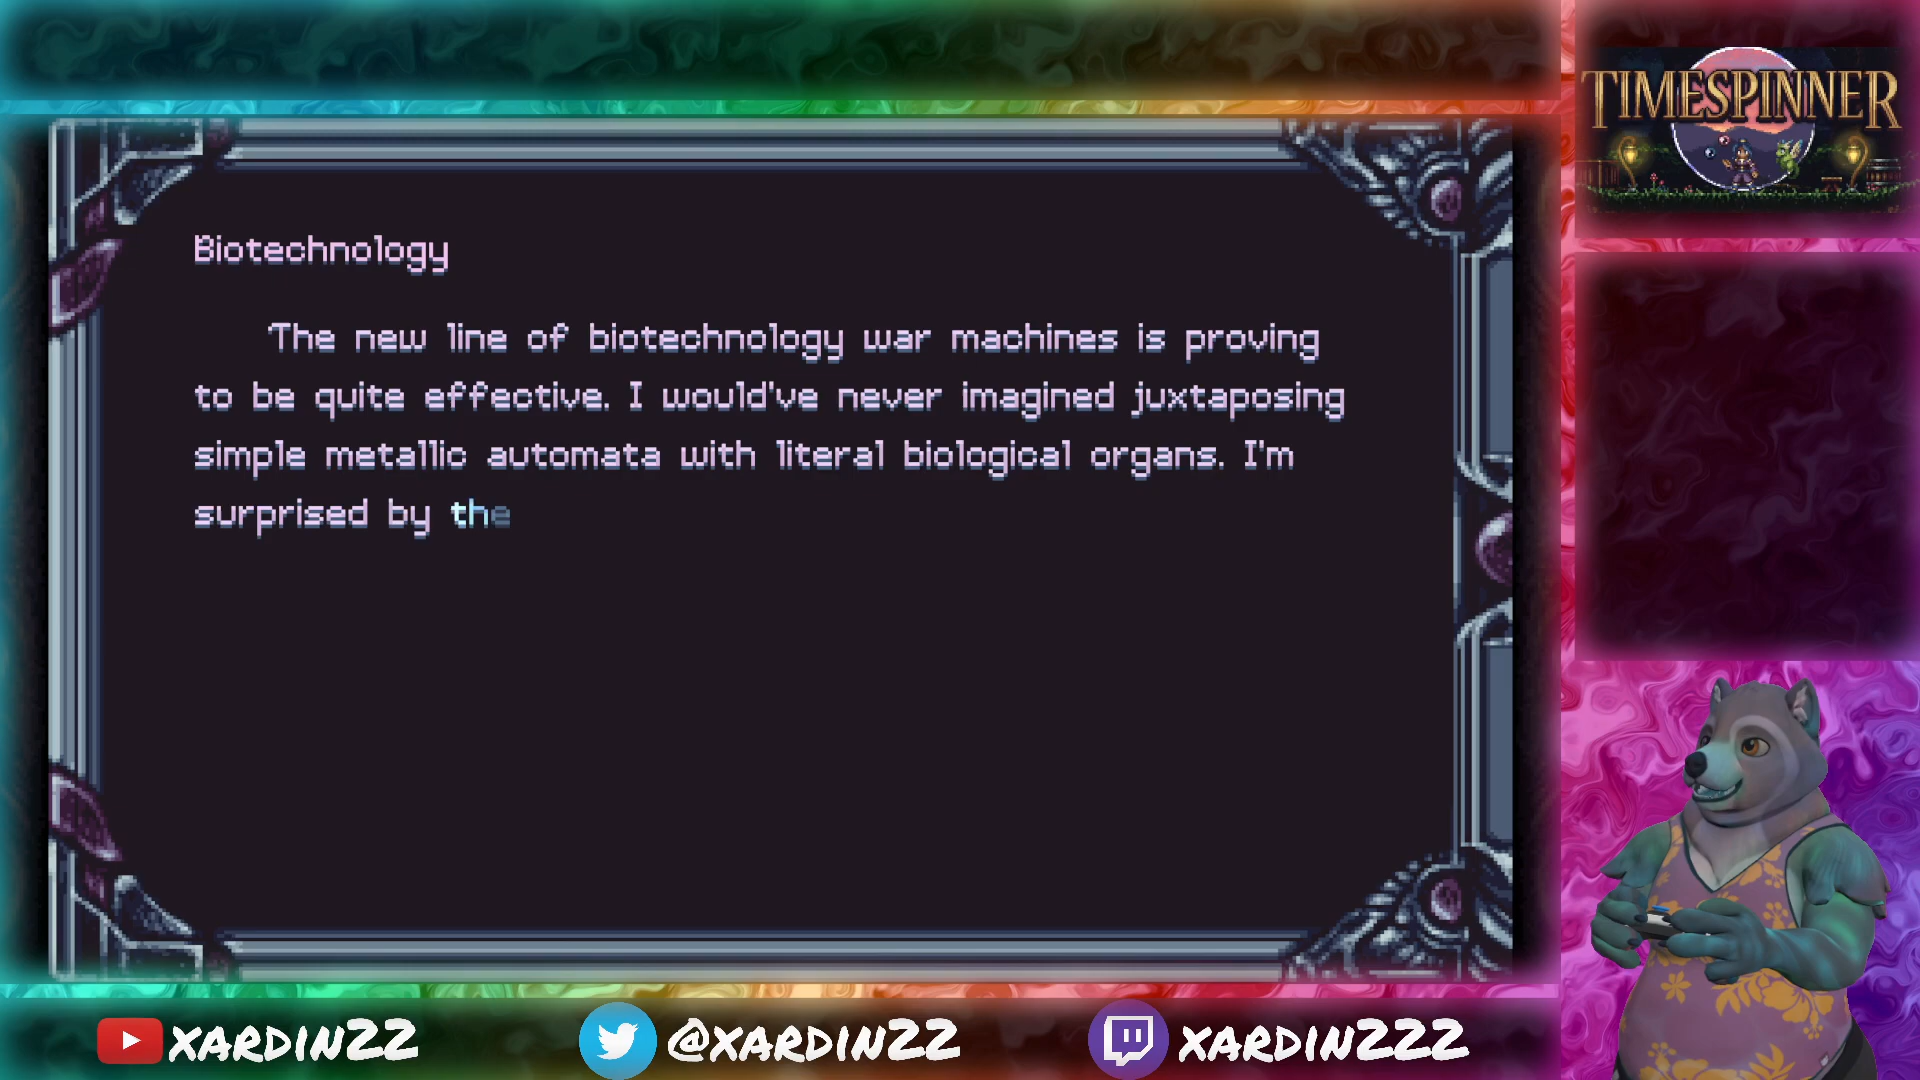 TIMESPINNER
Biotechnology
The new line of biotechnology war machines is proving
to be quite effective. I would've never imagined juxtaposing
simple metallic automata with literal biological organs. I'm
surprised by the
xardin22
@xardin22
xardin222